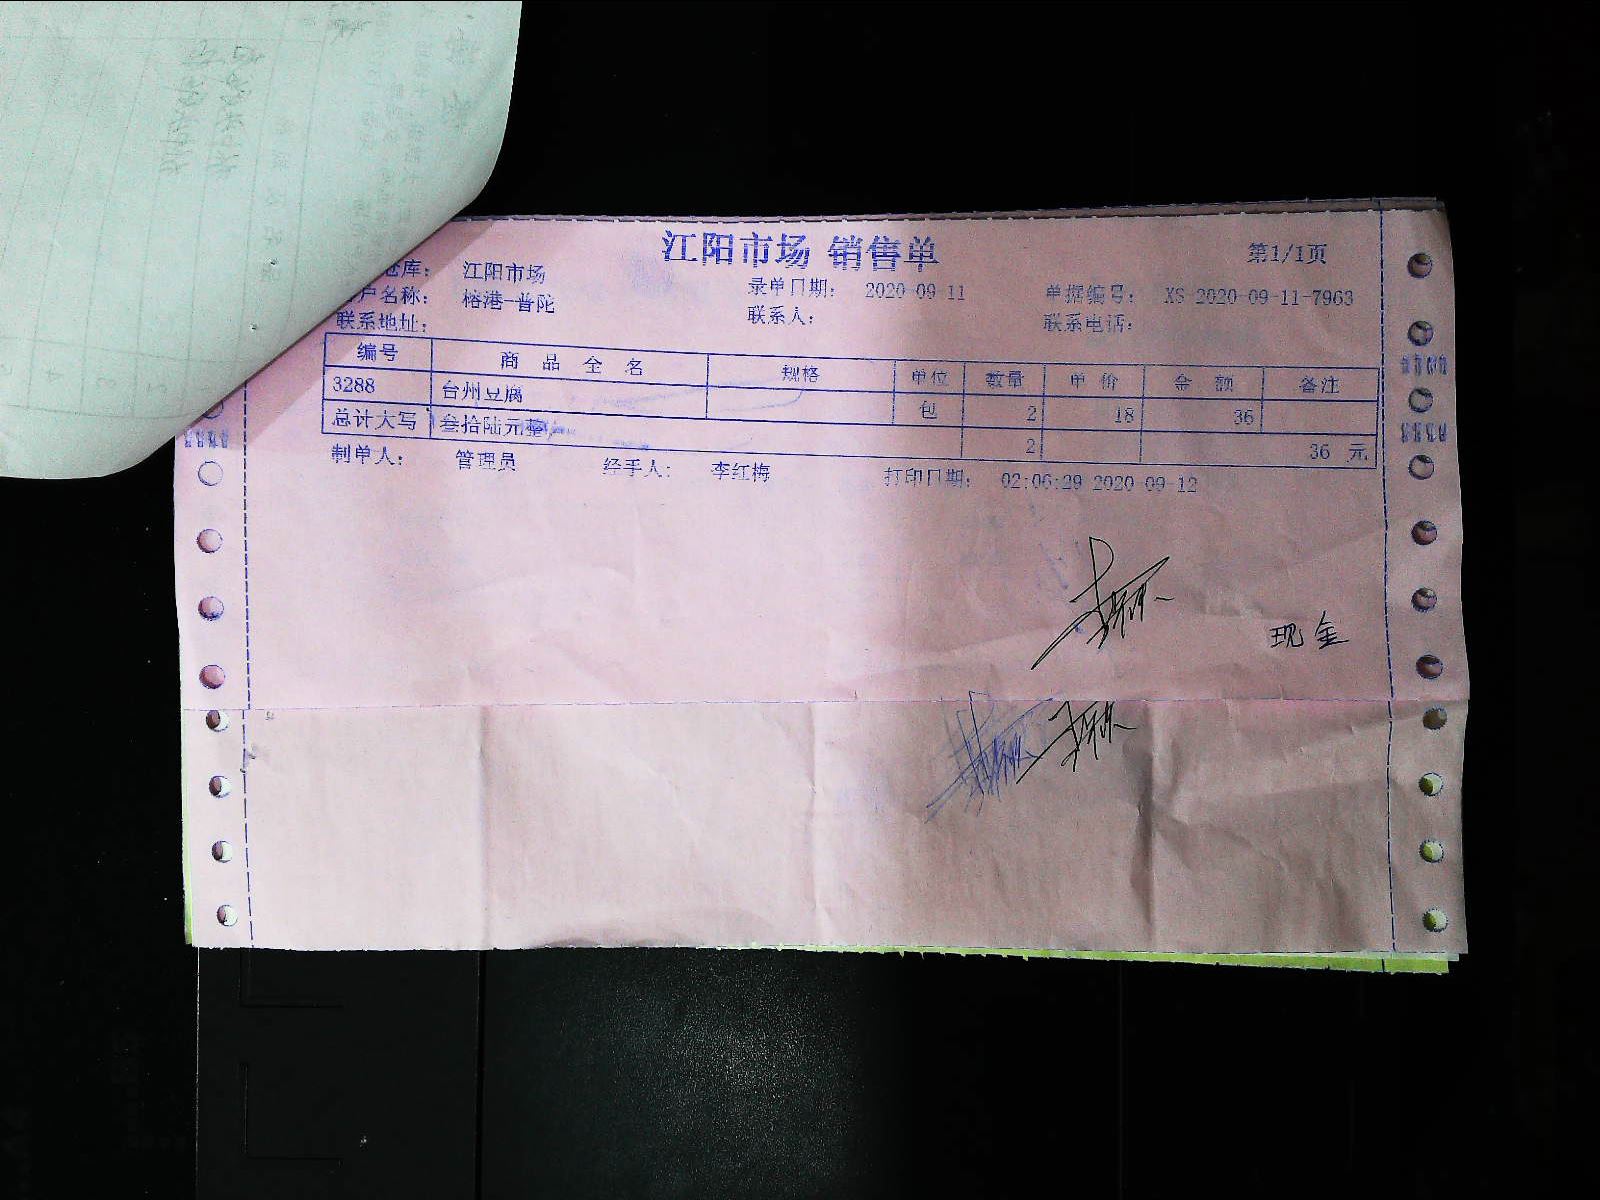 江阳市场 销售单
第1/1页
仓库： 江阳市场
录单日期： 2020-09-11
单据编号： XS-2020-09-11-7963
户名称： 榕港-普陀
联系人：
联系电话：
联系地址：
编号 商品全名 规格 单位 数量 单价 金额 备注
3288 台州豆腐 包 2 18 36
总计大写 叁拾陆元整 2 36 元
制单人： 管理员 经手人： 李红梅 打印日期： 02:06:29 2020-09-12
现金